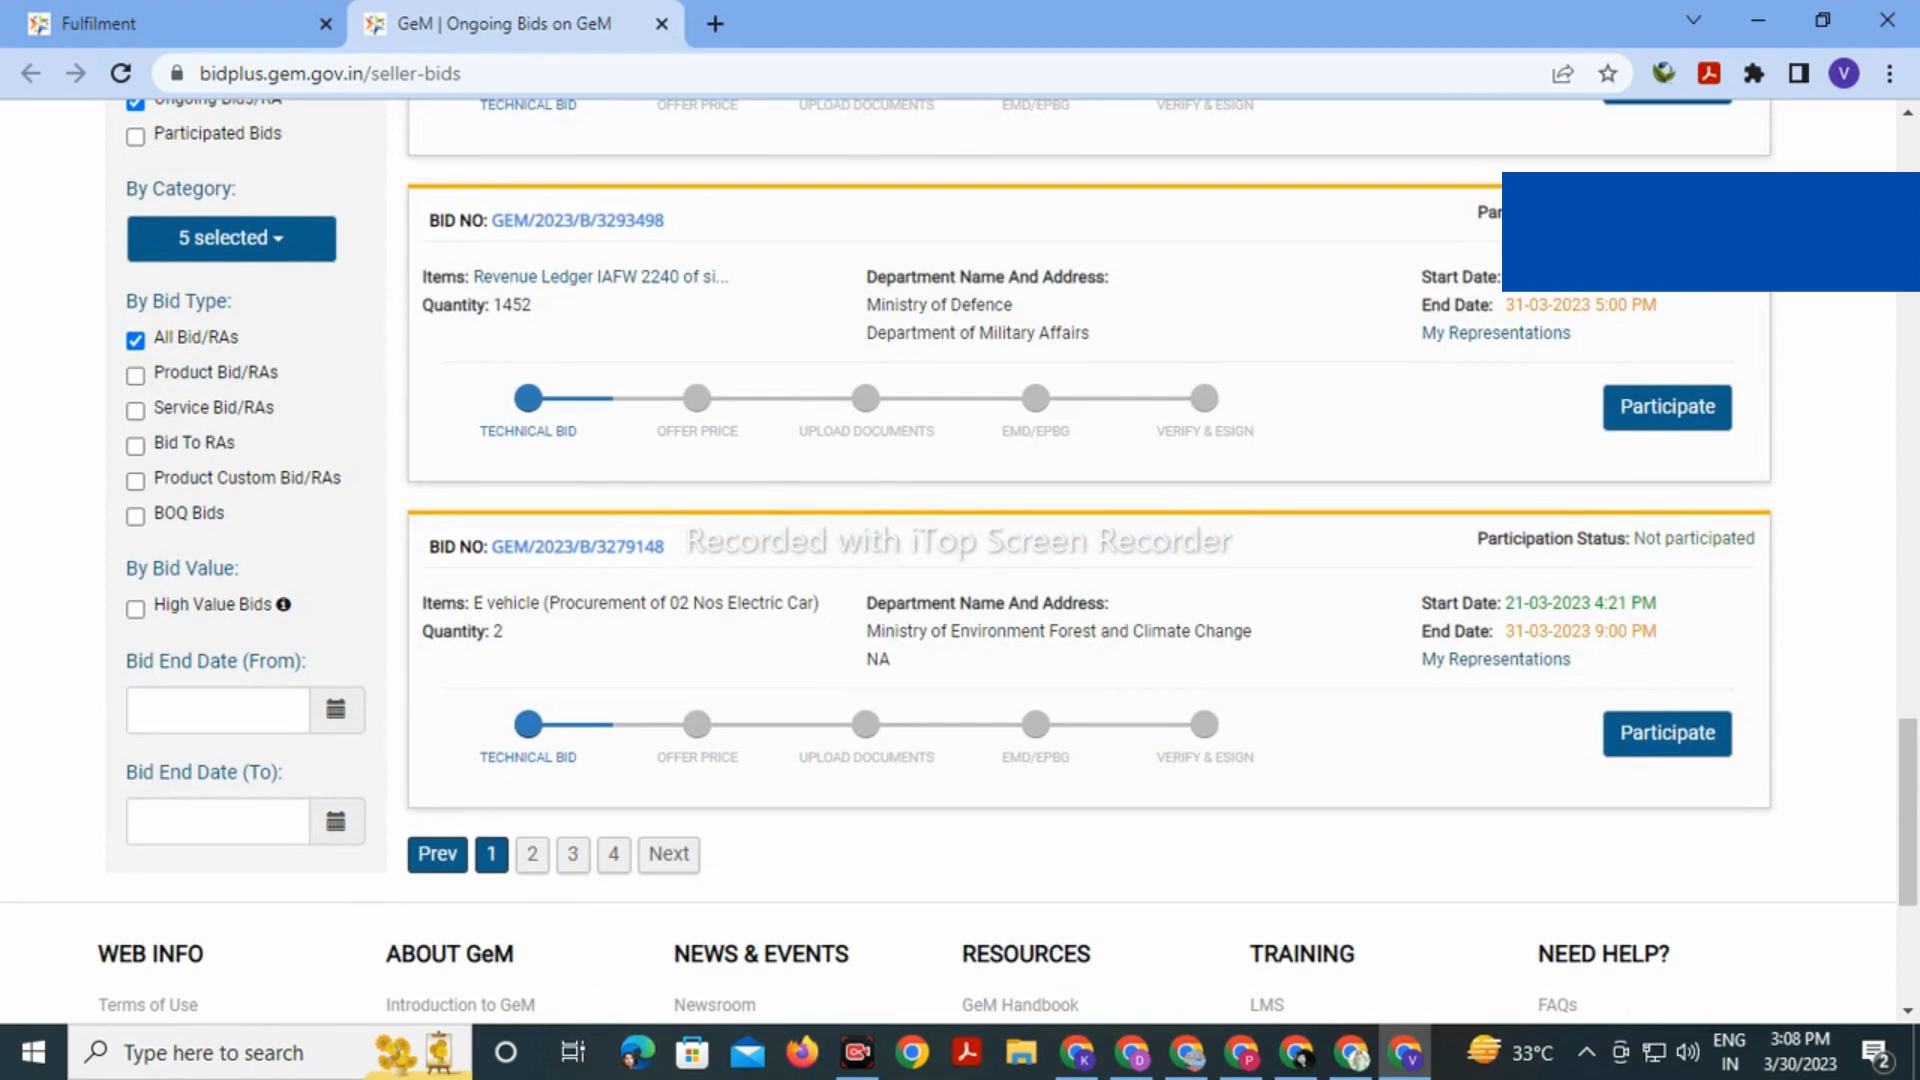 Fulfilment
GeM | Ongoing Bids on GeM
bidplus.gem.gov.in/seller-bids
V
Ongoing Bids/RA
Participated Bids
By Category:
5 selected
By Bid Type:
All Bid/RAs
Product Bid/RAs
Service Bid/RAs
Bid To RAs
Product Custom Bid/RAs
BOQ Bids
By Bid Value:
High Value Bids
Bid End Date (From):
Bid End Date (To):
TECHNICAL BID OFFER PRICE UPLOAD DOCUMENTS EMD/EPBG VERIFY & ESIGN
BID NO: GEM/2023/B/3293498
Par
Items: Revenue Ledger IAFW 2240 of si...
Quantity: 1452
Department Name And Address:
Ministry of Defence
Department of Military Affairs
Start Date:
End Date: 31-03-2023 5:00 PM
My Representations
TECHNICAL BID OFFER PRICE UPLOAD DOCUMENTS EMD/EPBG VERIFY & ESIGN
Participate
BID NO: GEM/2023/B/3279148
Recorded with iTop Screen Recorder
Participation Status: Not participated
Items: E vehicle (Procurement of 02 Nos Electric Car)
Quantity: 2
Department Name And Address:
Ministry of Environment Forest and Climate Change
NA
Start Date: 21-03-2023 4:21 PM
End Date: 31-03-2023 9:00 PM
My Representations
TECHNICAL BID OFFER PRICE UPLOAD DOCUMENTS EMD/EPBG VERIFY & ESIGN
Participate
Prev 1 2 3 4 Next
WEB INFO ABOUT GeM NEWS & EVENTS RESOURCES TRAINING NEED HELP?
Terms of Use Introduction to GeM Newsroom GeM Handbook LMS FAQs
Type here to search
K D P V
33°C
ENG
IN
3:08 PM
3/30/2023
2